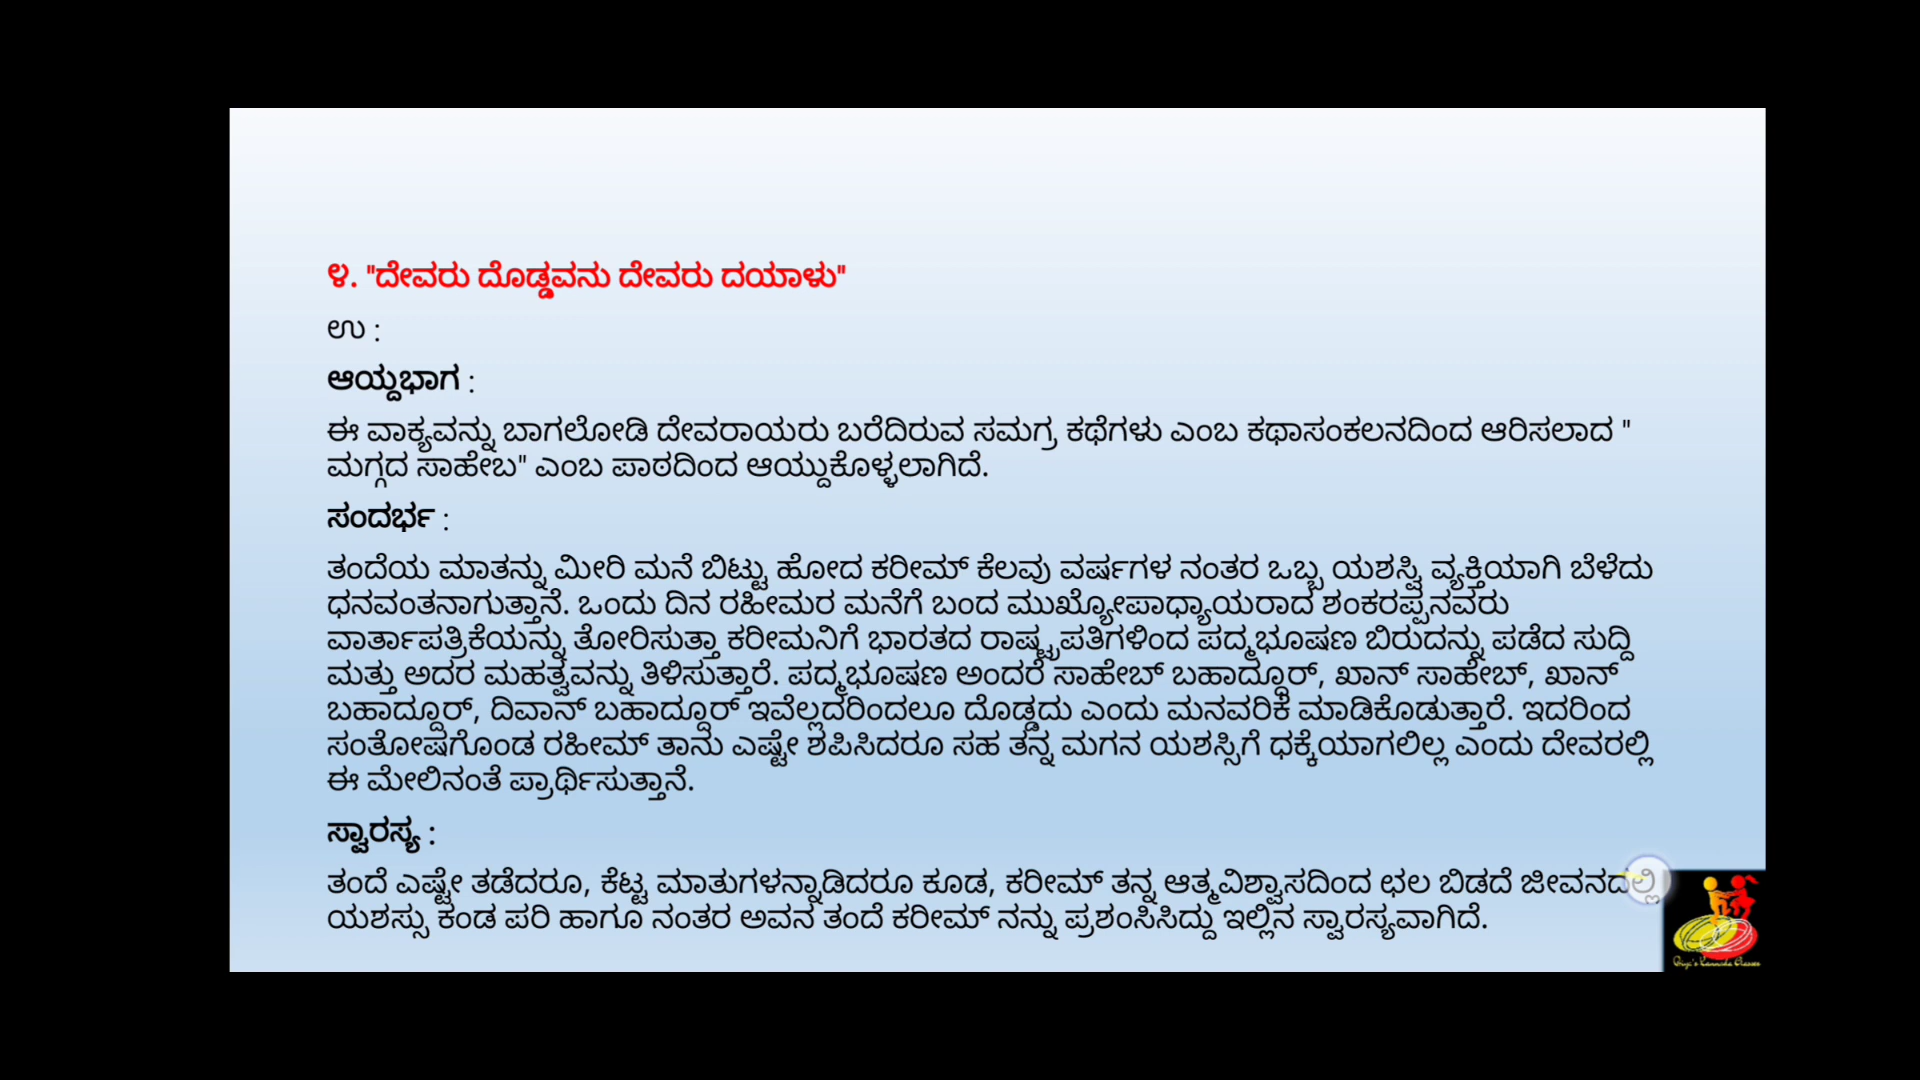 ೪. "ದೇವರು ದೊಡ್ಡವನು ದೇವರು ದಯಾಳು"
ಉ :
ಆಯ್ದಭಾಗ :
ಈ ವಾಕ್ಯವನ್ನು ಬಾಗಲೋಡಿ ದೇವರಾಯರು ಬರೆದಿರುವ ಸಮಗ್ರ ಕಥೆಗಳು ಎಂಬ ಕಥಾಸಂಕಲನದಿಂದ ಆರಿಸಲಾದ "
ಮಗ್ಗದ ಸಾಹೇಬ" ಎಂಬ ಪಾಠದಿಂದ ಆಯ್ದುಕೊಳ್ಳಲಾಗಿದೆ.
ಸಂದರ್ಭ :
ತಂದೆಯ ಮಾತನ್ನು ಮೀರಿ ಮನೆ ಬಿಟ್ಟು ಹೋದ ಕರೀಮ್ ಕೆಲವು ವರ್ಷಗಳ ನಂತರ ಒಬ್ಬ ಯಶಸ್ವಿ ವ್ಯಕ್ತಿಯಾಗಿ ಬೆಳೆದು
ಧನವಂತನಾಗುತ್ತಾನೆ. ಒಂದು ದಿನ ರಹೀಮರ ಮನೆಗೆ ಬಂದ ಮುಖ್ಯೋಪಾಧ್ಯಾಯರಾದ ಶಂಕರಪ್ಪನವರು
ವಾರ್ತಾಪತ್ರಿಕೆಯನ್ನು ತೋರಿಸುತ್ತಾ ಕರೀಮನಿಗೆ ಭಾರತದ ರಾಷ್ಟ್ರಪತಿಗಳಿಂದ ಪದ್ಮಭೂಷಣ ಬಿರುದನ್ನು ಪಡೆದ ಸುದ್ದಿ
ಮತ್ತು ಅದರ ಮಹತ್ವವನ್ನು ತಿಳಿಸುತ್ತಾರೆ. ಪದ್ಮಭೂಷಣ ಅಂದರೆ ಸಾಹೇಬ್ ಬಹಾದ್ದೂರ್, ಖಾನ್ ಸಾಹೇಬ್, ಖಾನ್
ಬಹಾದ್ದೂರ್, ದಿವಾನ್ ಬಹಾದ್ದೂರ್ ಇವೆಲ್ಲದರಿಂದಲೂ ದೊಡ್ಡದು ಎಂದು ಮನವರಿಕೆ ಮಾಡಿಕೊಡುತ್ತಾರೆ. ಇದರಿಂದ
ಸಂತೋಷಗೊಂಡ ರಹೀಮ್ ತಾನು ಎಷ್ಟೇ ಶಪಿಸಿದರೂ ಸಹ ತನ್ನ ಮಗನ ಯಶಸ್ಸಿಗೆ ಧಕ್ಕೆಯಾಗಲಿಲ್ಲ ಎಂದು ದೇವರಲ್ಲಿ
ಈ ಮೇಲಿನಂತೆ ಪ್ರಾರ್ಥಿಸುತ್ತಾನೆ.
ಸ್ವಾರಸ್ಯ :
ತಂದೆ ಎಷ್ಟೇ ತಡೆದರೂ, ಕೆಟ್ಟ ಮಾತುಗಳನ್ನಾಡಿದರೂ ಕೂಡ, ಕರೀಮ್ ತನ್ನ ಆತ್ಮವಿಶ್ವಾಸದಿಂದ ಛಲ ಬಿಡದೆ ಜೀವನದಲ್ಲಿ
ಯಶಸ್ಸು ಕಂಡ ಪರಿ ಹಾಗೂ ನಂತರ ಅವನ ತಂದೆ ಕರೀಮ್ ನನ್ನು ಪ್ರಶಂಸಿಸಿದ್ದು ಇಲ್ಲಿನ ಸ್ವಾರಸ್ಯವಾಗಿದೆ.
Kannada Classes